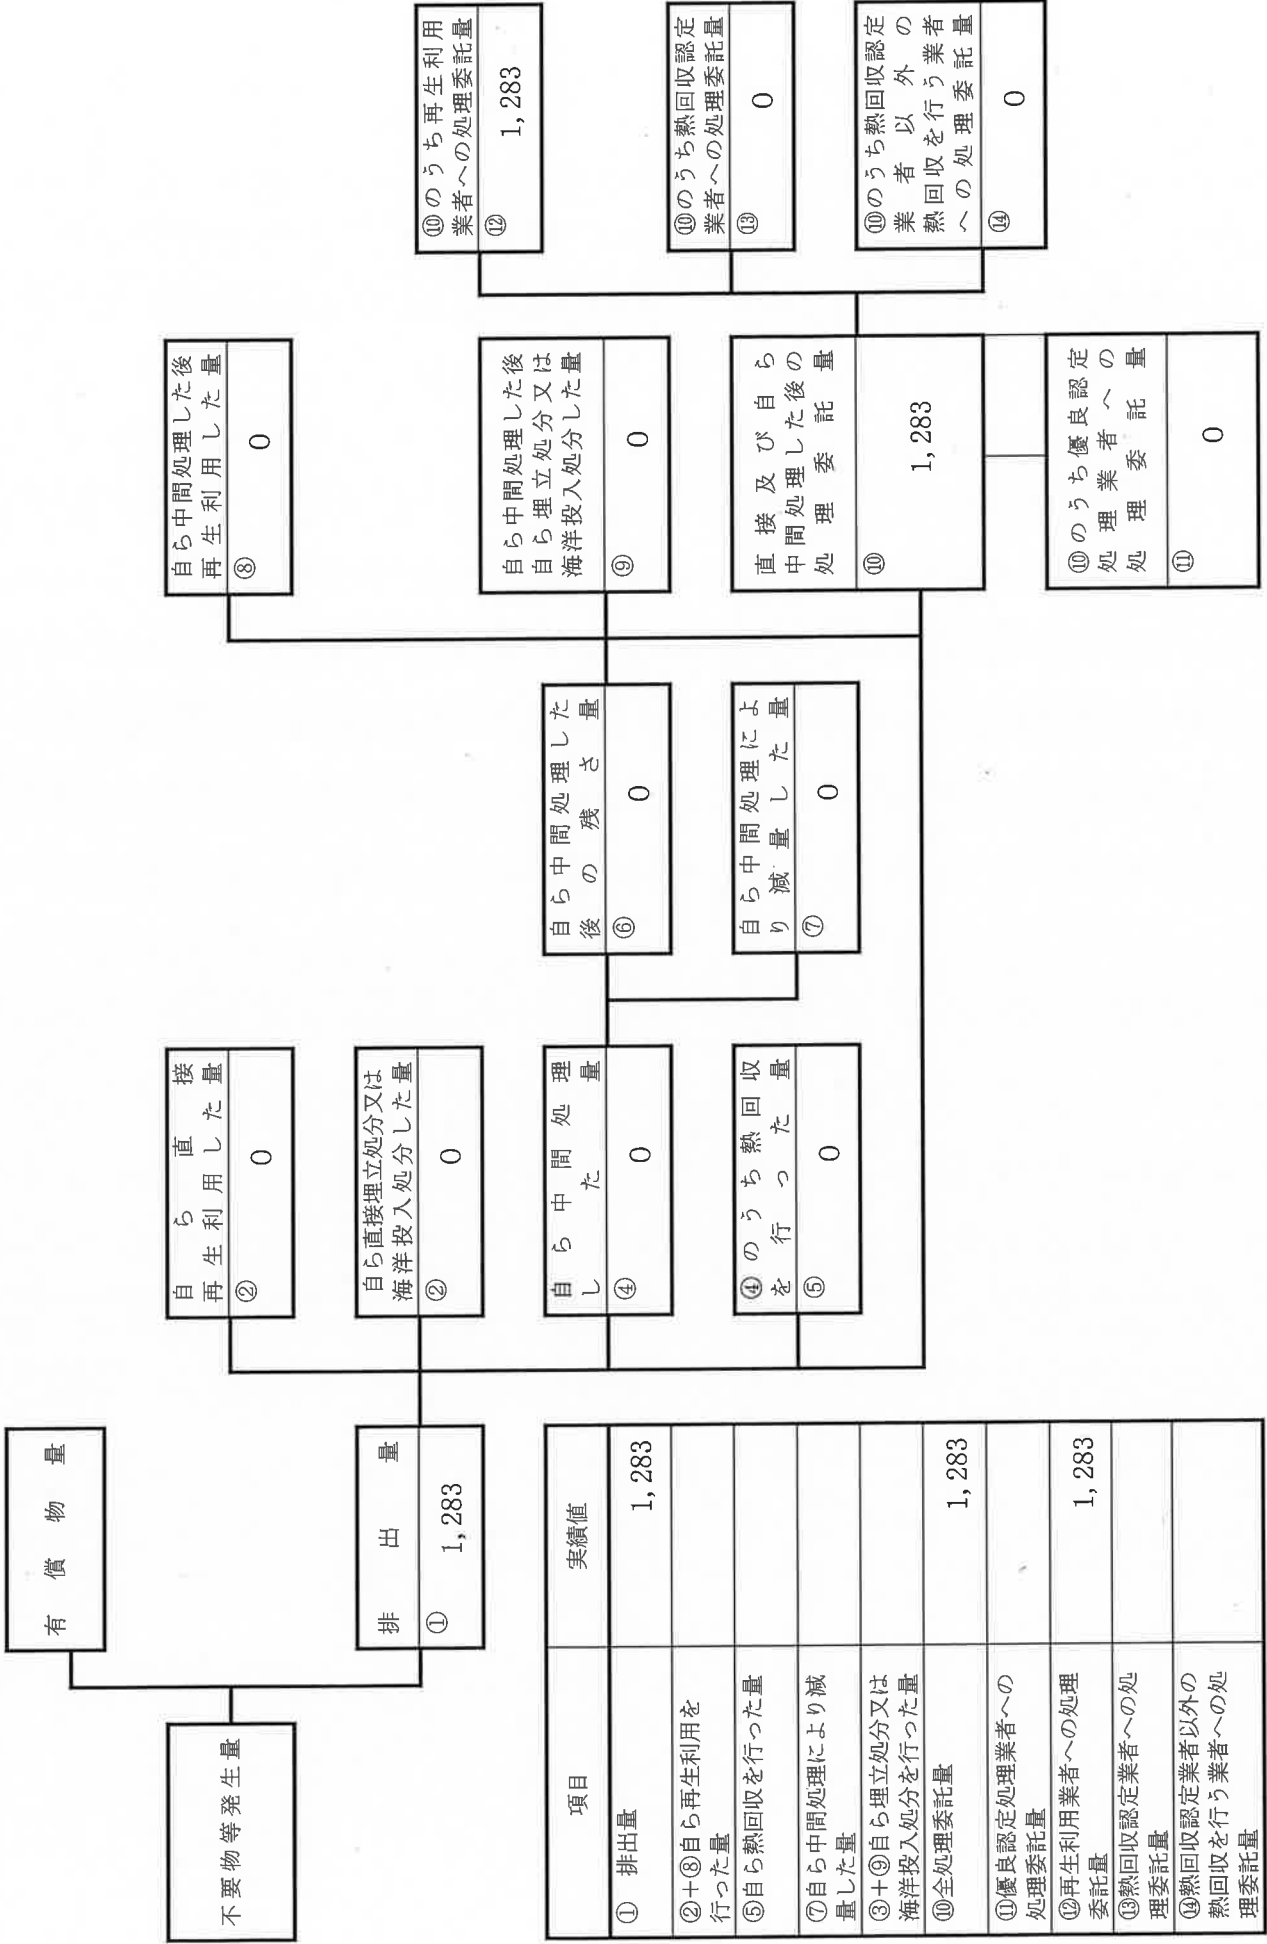 不要物等発生量
有償物量
排出量
① 1,283
自ら直接
再生利用した量
② 0
自ら直接埋立処分又は
海洋投入処分した量
② 0
自ら中間処理
した量
④ 0
④のうち熱回収
を行った量
⑤ 0
自ら中間処理した
後の残さ量
⑥ 0
自ら中間処理によ
り減量した量
⑦ 0
自ら中間処理した後
再生利用した量
⑧ 0
自ら中間処理した後
自ら埋立処分又は
海洋投入処分した量
⑨ 0
直接及び自ら
中間処理した後の
処理委託量
⑩ 1,283
⑩のうち優良認定
処理業者への
処理委託量
⑪ 0
⑩のうち再生利用
業者への処理委託量
⑫ 1,283
⑩のうち熱回収認定
業者への処理委託量
⑬ 0
⑩のうち熱回収認定
業者以外の
熱回収を行う業者
への処理委託量
⑭ 0
項目 実績値
① 排出量 1,283
②+⑧自ら再生利用を
行った量
⑤自ら熱回収を行った量
⑦自ら中間処理により減
量した量
③+⑨自ら埋立処分又は
海洋投入処分を行った量
⑩全処理委託量 1,283
⑪優良認定処理業者への
処理委託量
⑫再生利用業者への処理
委託量 1,283
⑬熱回収認定業者への処
理委託量
⑭熱回収認定業者以外の
熱回収を行う業者への処
理委託量